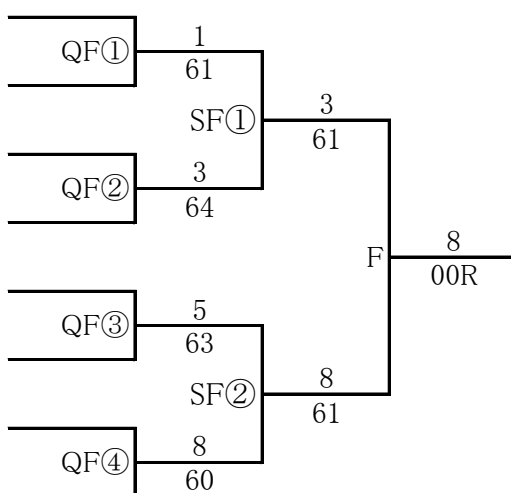 QF① 1
61
SF① 3
61
QF② 3
64
F 8
00R
QF③ 5
63
SF② 8
61
QF④ 8
60